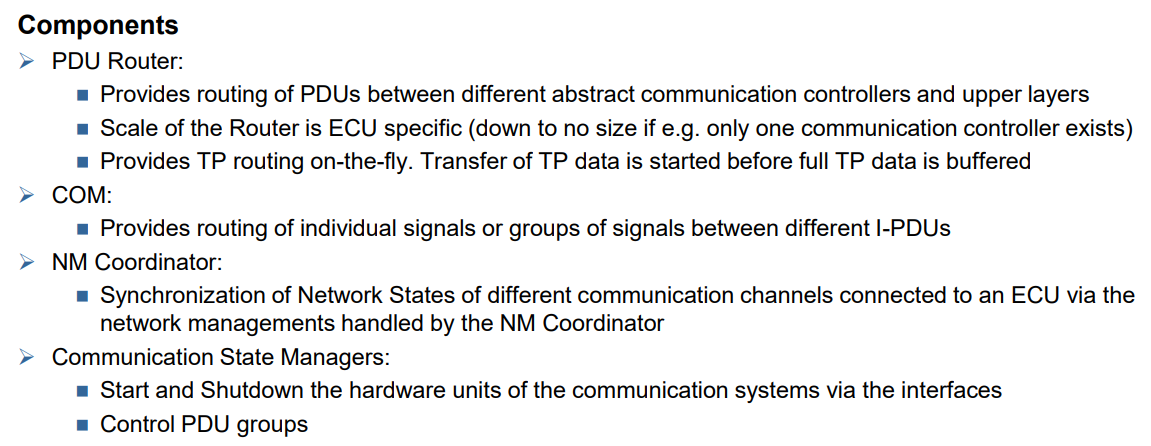 Components
PDU Router:
Provides routing of PDUs between different abstract communication controllers and upper layers
Scale of the Router is ECU specific (down to no size if e.g. only one communication controller exists)
Provides TP routing on-the-fly. Transfer of TP data is started before full TP data is buffered
COM:
Provides routing of individual signals or groups of signals between different I-PDUs
NM Coordinator:
Synchronization of Network States of different communication channels connected to an ECU via the
network managements handled by the NM Coordinator
Communication State Managers:
Start and Shutdown the hardware units of the communication systems via the interfaces
Control PDU groups